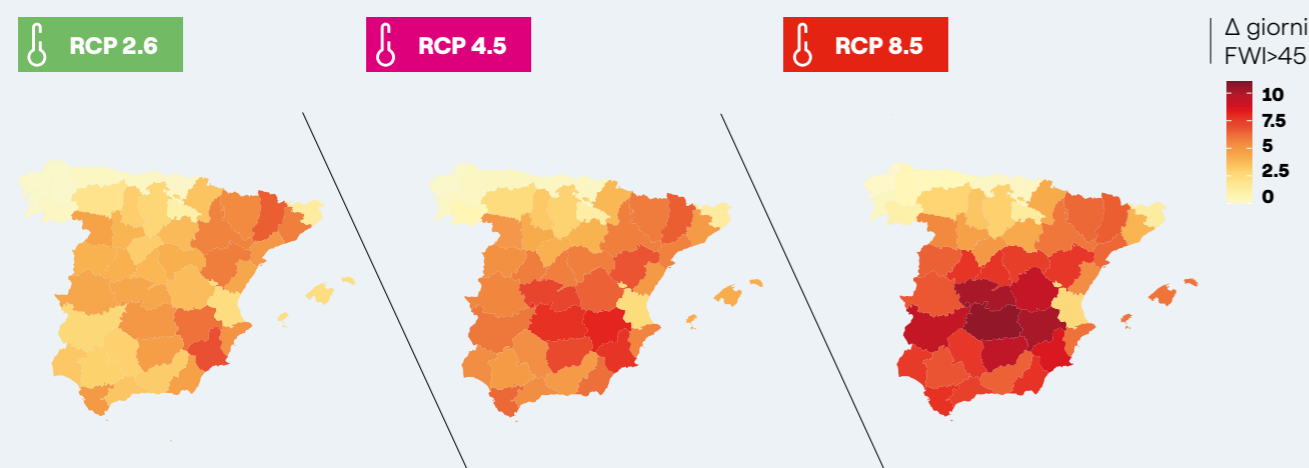 RCP 2.6
RCP 4.5
RCP 8.5
Δ giorni
FWI>45
10
7.5
5
2.5
0